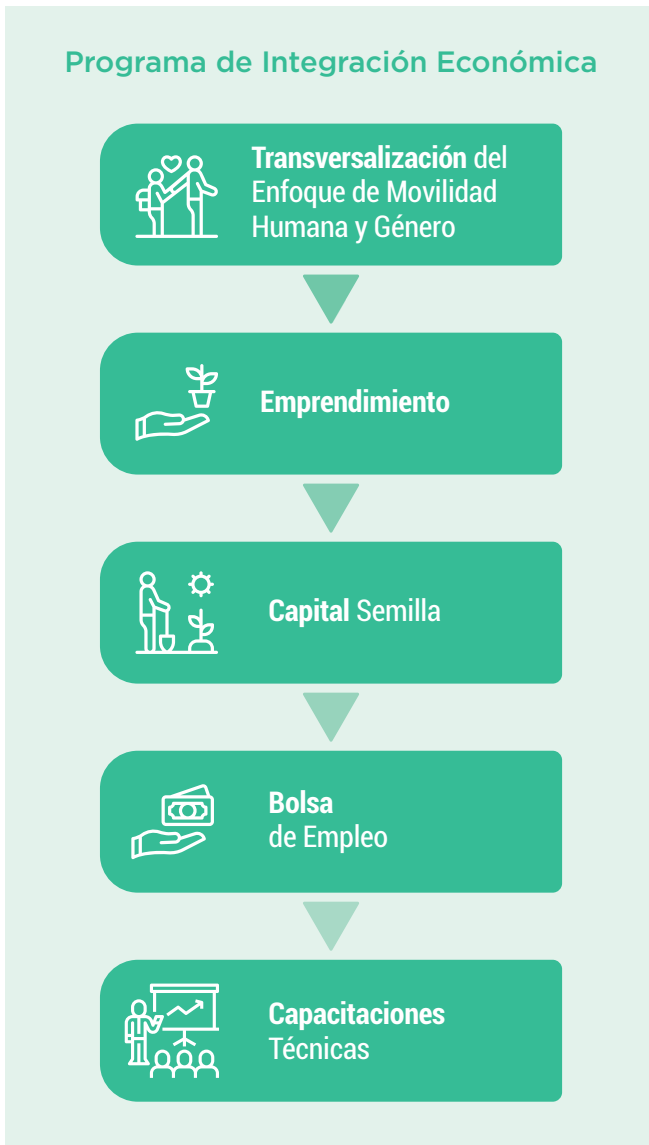 Programa de Integración Económica
Transversalización del
Enfoque de Movilidad
Humana y Género
Emprendimiento
Capital Semilla
Bolsa
de Empleo
Capacitaciones
Técnicas